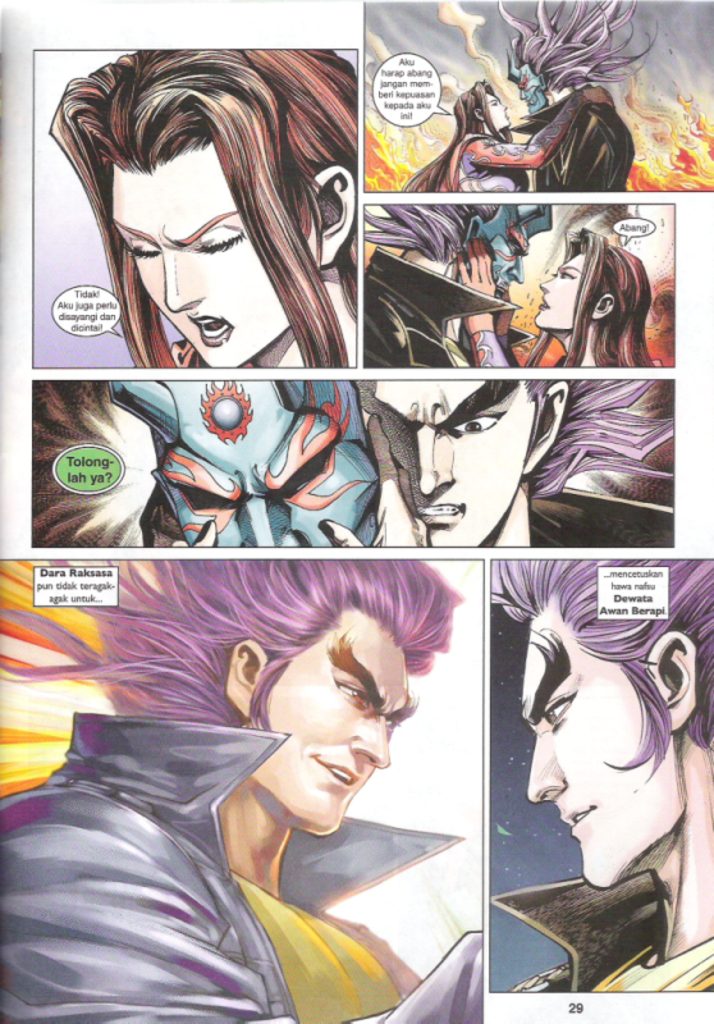 Tidak!
Aku juga perlu
disayangi dan
dicintai!
Aku
harap abang
jangan mem-
beri kepuasan
kepada aku
ini!
Abang!
Tolong-
lah ya?
Dara Raksasa
pun tidak teragak-
agak untuk...
...mencetuskan
hawa nafsu
Dewata
Awan Berapi.
29